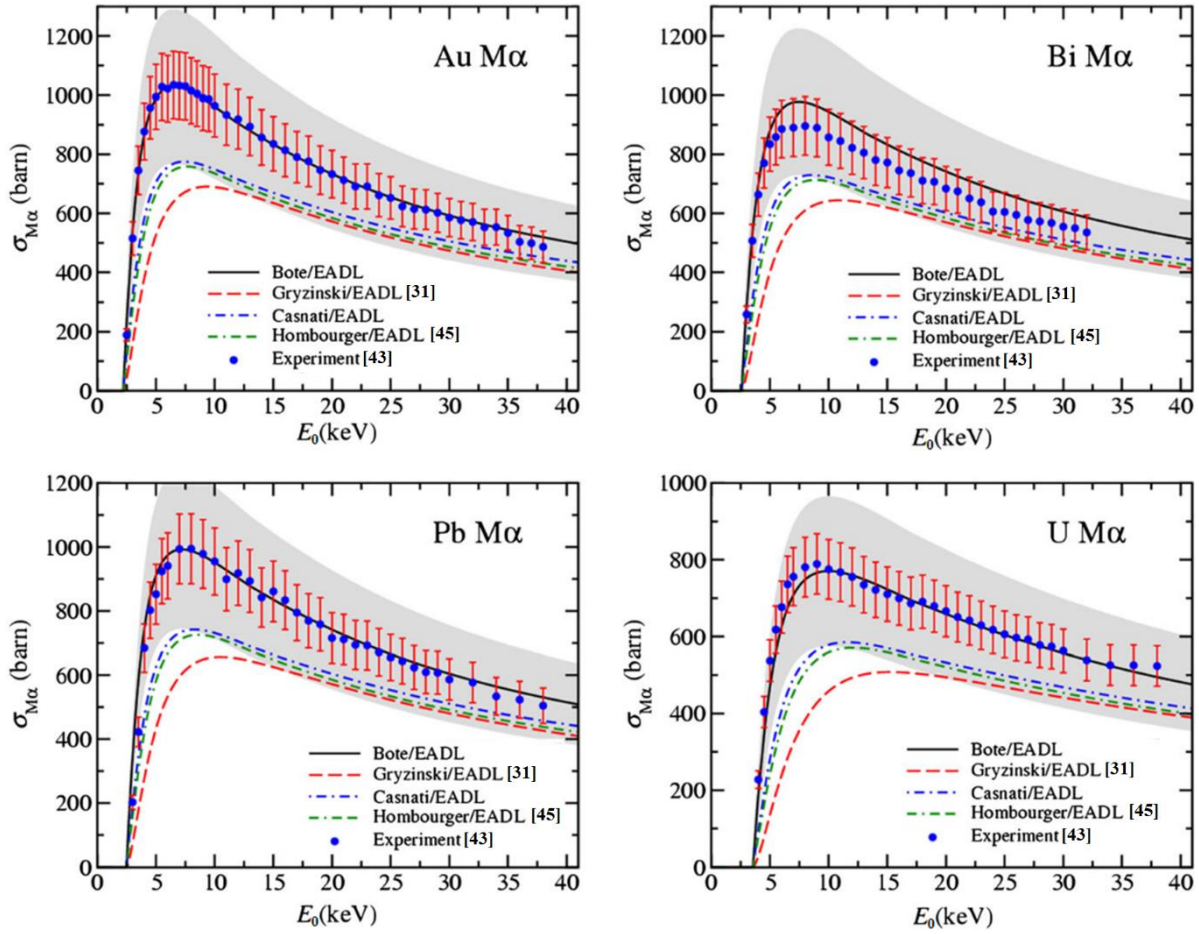 1200
1000
800
600
400
200
0
σMα (barn)
Au Mα
Bote/EADL
Gryzinski/EADL [31]
Casnati/EADL
Hombourger/EADL [45]
Experiment [43]
0 5 10 15 20 25 30 35 40
E0(keV)
1200
1000
800
600
400
200
0
σMα (barn)
Bi Mα
Bote/EADL
Gryzinski/EADL [31]
Casnati/EADL
Hombourger/EADL [45]
Experiment [43]
0 5 10 15 20 25 30 35 40
E0(keV)
1200
1000
800
600
400
200
0
σMα (barn)
Pb Mα
Bote/EADL
Gryzinski/EADL [31]
Casnati/EADL
Hombourger/EADL [45]
Experiment [43]
0 5 10 15 20 25 30 35 40
E0(keV)
1000
800
600
400
200
0
σMα (barn)
U Mα
Bote/EADL
Gryzinski/EADL [31]
Casnati/EADL
Hombourger/EADL [45]
Experiment [43]
0 5 10 15 20 25 30 35 40
E0(keV)